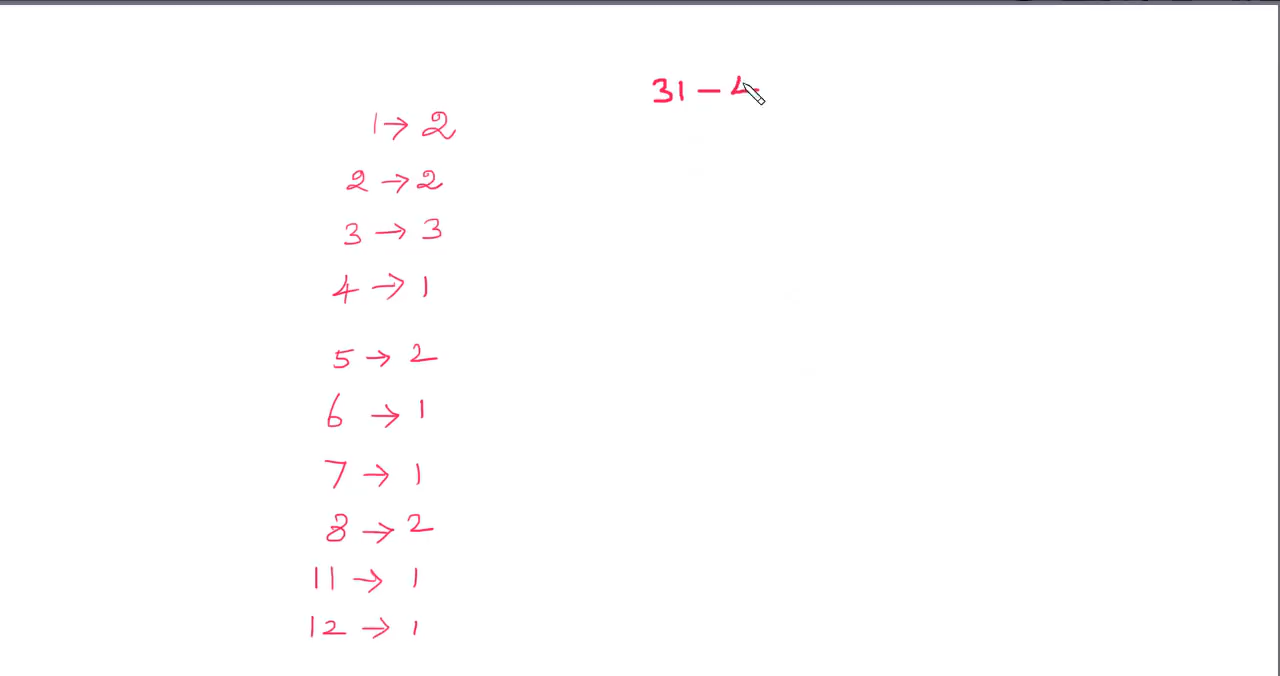 31 - 4
1 → 2
2 → 2
3 → 3
4 → 1
5 → 2
6 → 1
7 → 1
8 → 2
11 → 1
12 → 1